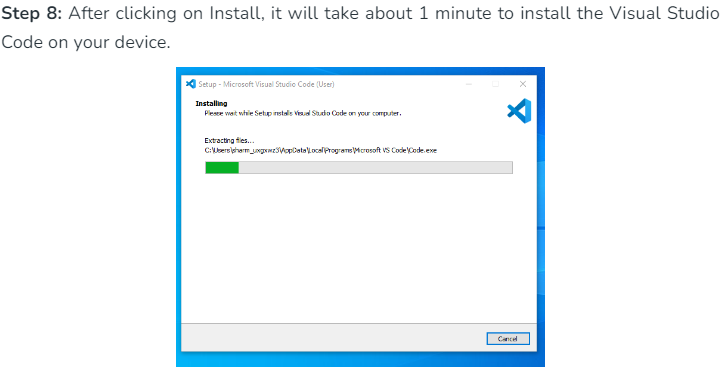 Step 8: After clicking on Install, it will take about 1 minute to install the Visual Studio
Code on your device.
Setup - Microsoft Visual Studio Code (User)
Installing
Please wait while Setup installs Visual Studio Code on your computer.
Extracting files...
C:\Users\sharm_uxgxwz3\AppData\Local\Programs\Microsoft VS Code\Code.exe
Cancel